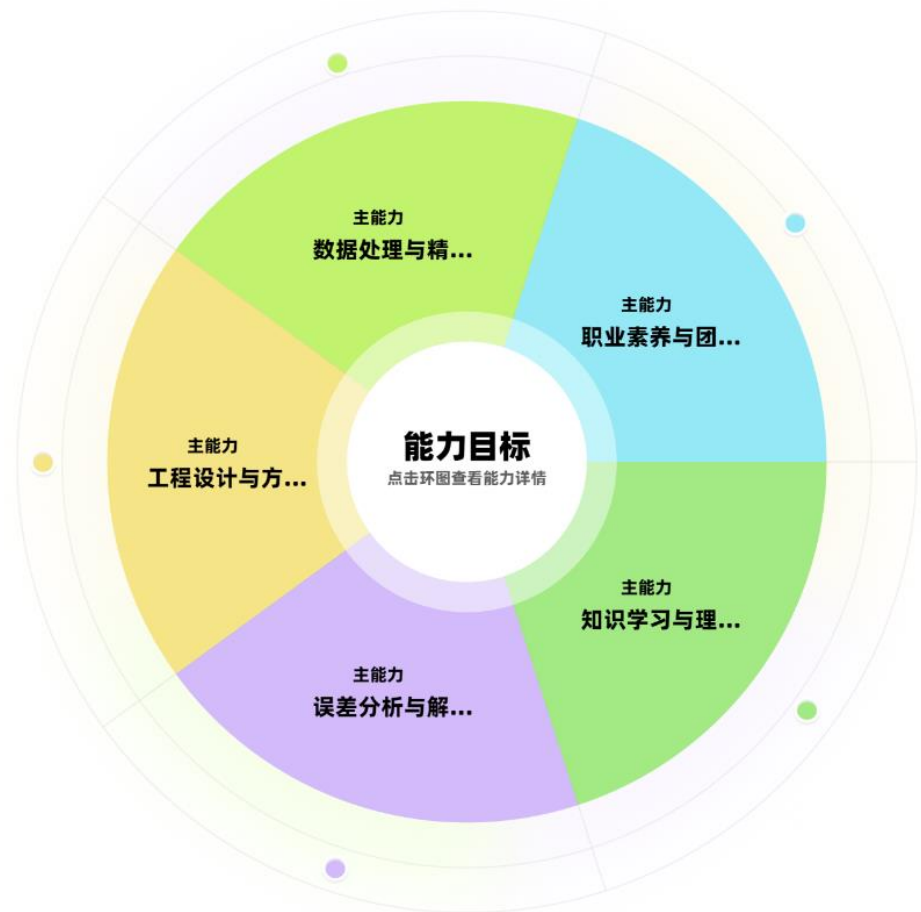 主能力
数据处理与精...
主能力
职业素养与团...
能力目标
点击环图查看能力详情
主能力
工程设计与方...
主能力
知识学习与理...
主能力
误差分析与解...